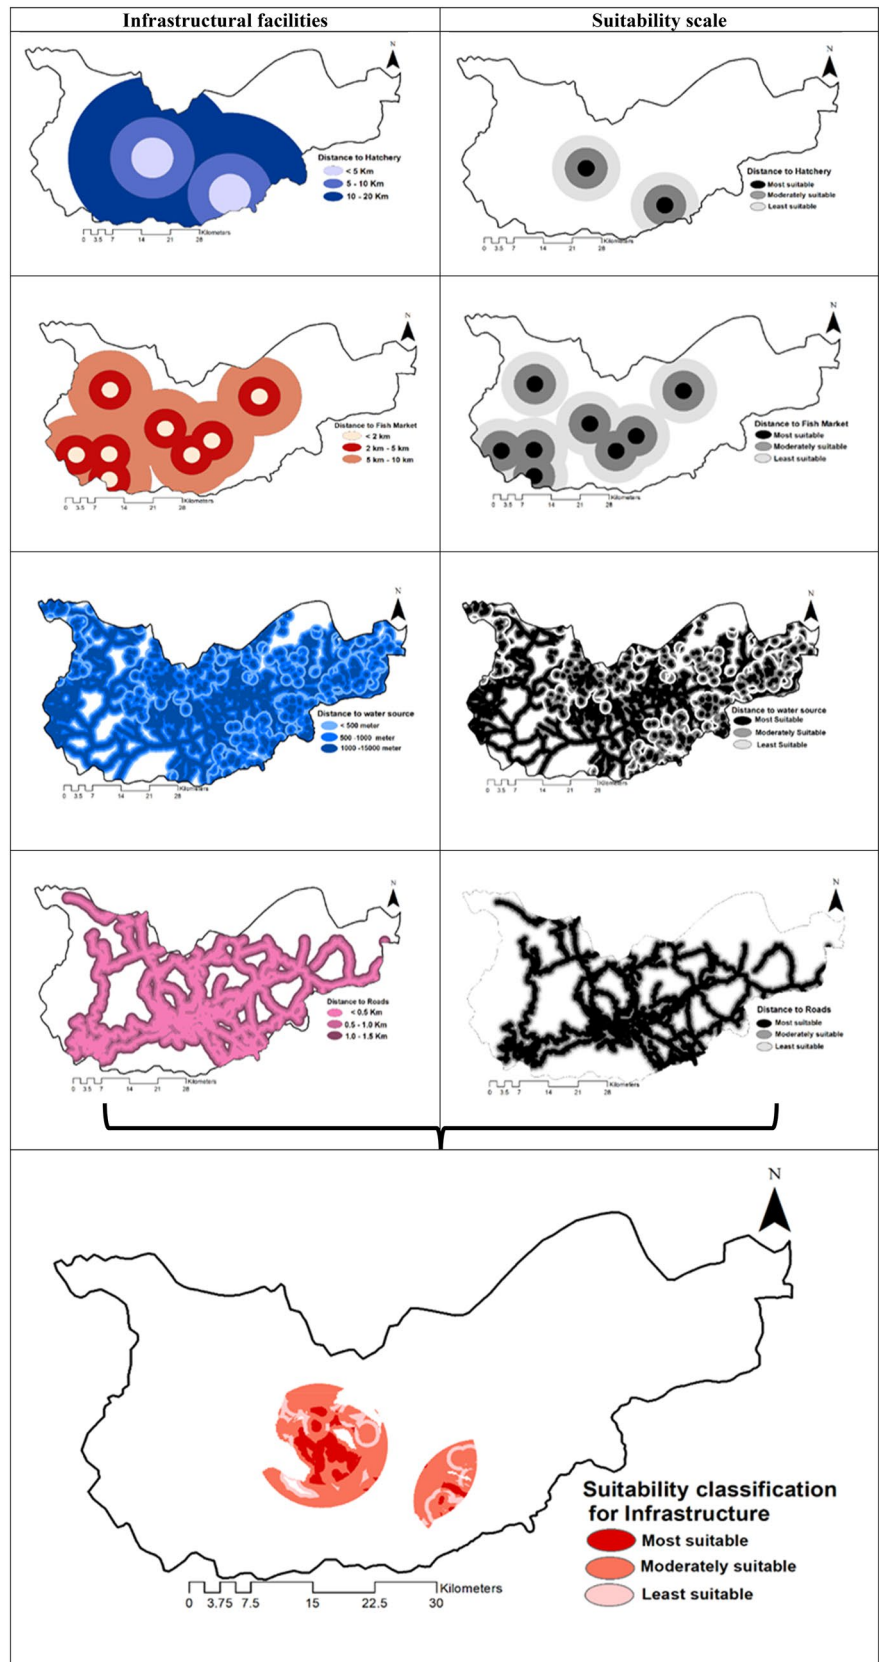 Infrastructural facilities
Suitability scale
N
Distance to Hatchery
< 5 Km
5 - 10 Km
10 - 20 Km
Kilometers
0 3.5 7 14 21 28
N
Distance to Hatchery
Most suitable
Moderately suitable
Least suitable
Kilometers
0 3.5 7 14 21 28
N
Distance to Fish Market
< 2 km
2 km - 5 km
5 km - 10 km
Kilometers
0 3.5 7 14 21 28
N
Distance to Fish Market
Most suitable
Moderately suitable
Least suitable
Kilometers
0 3.5 7 14 21 28
N
Distance to water source
< 500 meter
500 -1000 meter
1000 -15000 meter
Kilometers
0 3.5 7 14 21 28
N
Distance to water source
Most Suitable
Moderately Suitable
Least Suitable
Kilometers
0 3.5 7 14 21 28
N
Distance to Roads
< 0.5 Km
0.5 - 1.0 Km
1.0 - 1.5 Km
Kilometers
0 3.5 7 14 21 28
N
Distance to Roads
Most suitable
Moderately suitable
Least suitable
Kilometers
0 3.5 7 14 21 28
N
Suitability classification
for Infrastructure
Most suitable
Moderately suitable
Least suitable
Kilometers
0 3.75 7.5 15 22.5 30